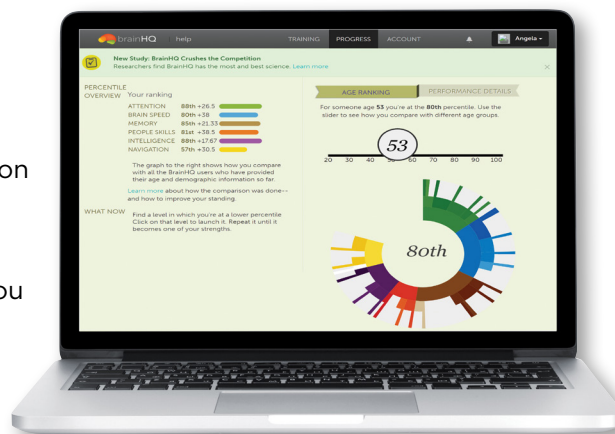 on
ou
brainHQ help TRAINING PROGRESS ACCOUNT Angela
New Study: BrainHQ Crushes the Competition
Researchers find BrainHQ has the most and best science. Learn more ×
PERCENTILE
OVERVIEW
Your ranking
ATTENTION 88th +26.5
BRAIN SPEED 80th +38
MEMORY 85th +21.33
PEOPLE SKILLS 81st +38.5
INTELLIGENCE 88th +17.67
NAVIGATION 57th +30.5
The graph to the right shows how you compare
with all the BrainHQ users who have provided
their age and demographic information so far.
Learn more about how the comparison was done--
and how to improve your standing.
WHAT NOW
Find a level in which you're at a lower percentile
Click on that level to launch it. Repeat it until it
becomes one of your strengths.
AGE RANKING PERFORMANCE DETAILS
For someone age 53 you're at the 80th percentile. Use the
slider to see how you compare with different age groups.
53
20 30 40 60 70 80 90 100
80th